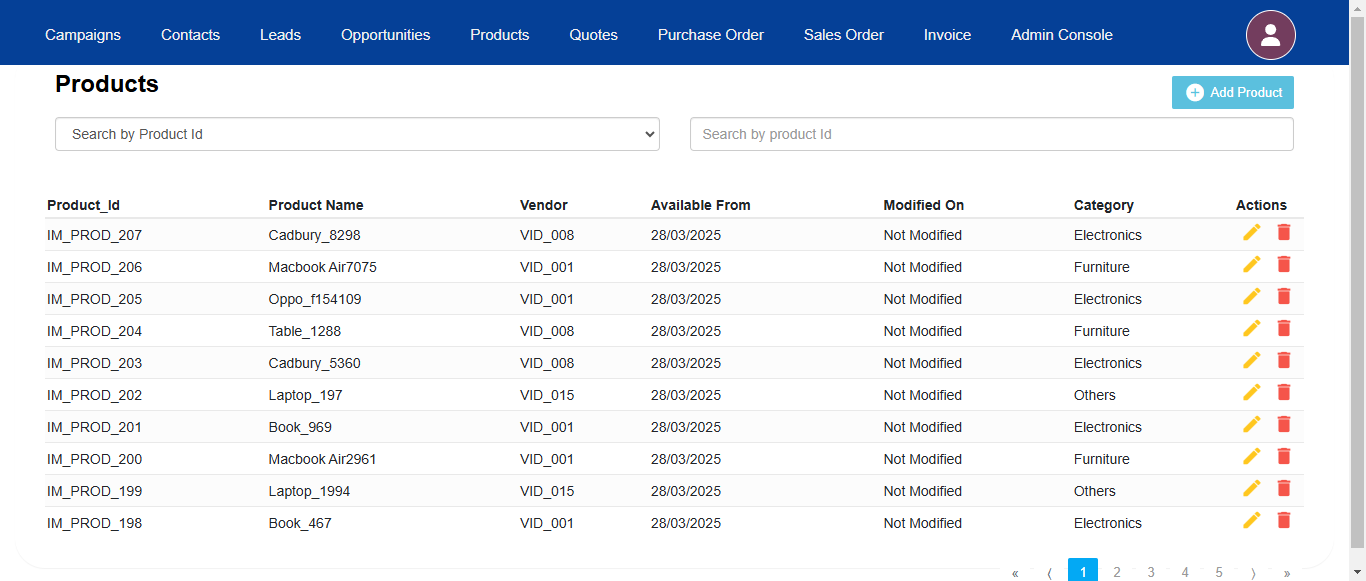 Campaigns Contacts Leads Opportunities Products Quotes Purchase Order Sales Order Invoice Admin Console
Products
Add Product
Search by Product Id Search by product Id
Product_Id Product Name Vendor Available From Modified On Category Actions
IM_PROD_207 Cadbury_8298 VID_008 28/03/2025 Not Modified Electronics
IM_PROD_206 Macbook Air7075 VID_001 28/03/2025 Not Modified Furniture
IM_PROD_205 Oppo_f154109 VID_001 28/03/2025 Not Modified Electronics
IM_PROD_204 Table_1288 VID_008 28/03/2025 Not Modified Furniture
IM_PROD_203 Cadbury_5360 VID_008 28/03/2025 Not Modified Electronics
IM_PROD_202 Laptop_197 VID_015 28/03/2025 Not Modified Others
IM_PROD_201 Book_969 VID_001 28/03/2025 Not Modified Electronics
IM_PROD_200 Macbook Air2961 VID_001 28/03/2025 Not Modified Furniture
IM_PROD_199 Laptop_1994 VID_015 28/03/2025 Not Modified Others
IM_PROD_198 Book_467 VID_001 28/03/2025 Not Modified Electronics
« ⟨ 1 2 3 4 5 ⟩ »